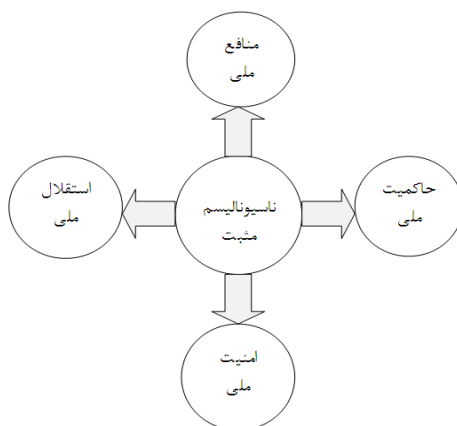 منافع
ملی
استقلال
ملی
ناسیونالیسم
مثبت
حاکمیت
ملی
امنیت
ملی